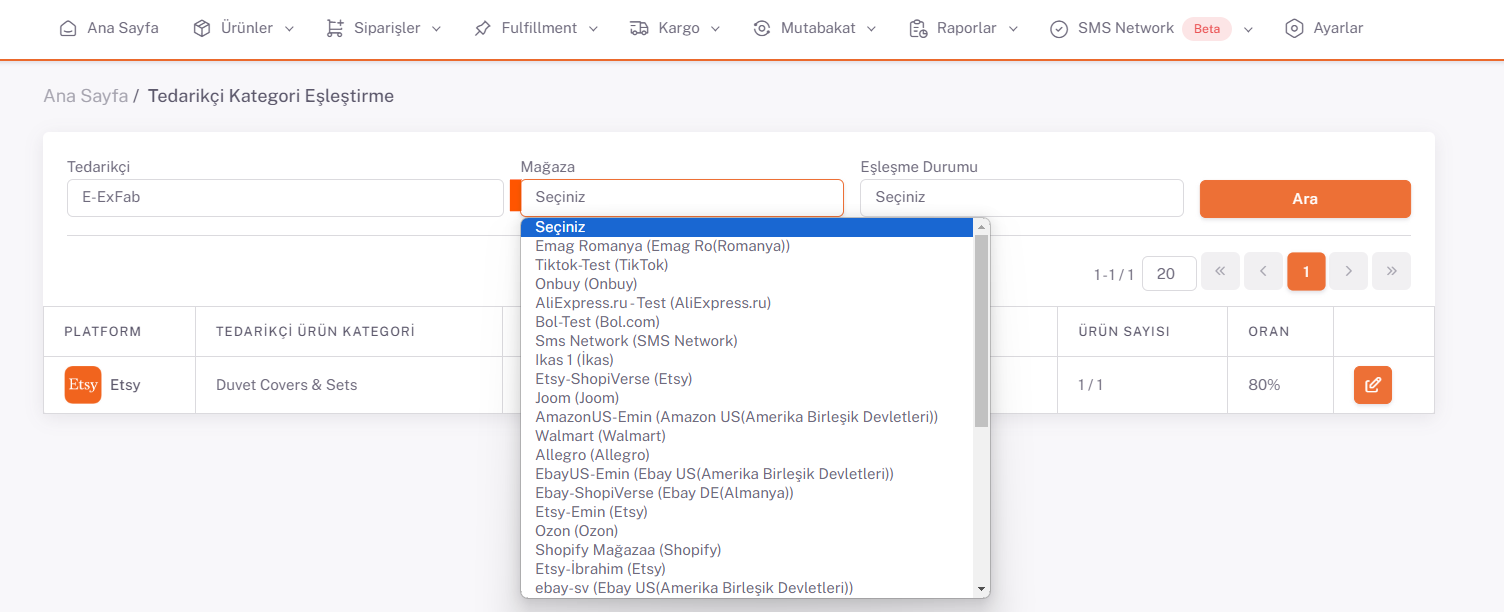 Ana Sayfa Ürünler Siparişler Fulfillment Kargo Mutabakat Raporlar SMS Network Beta Ayarlar
Ana Sayfa / Tedarikçi Kategori Eşleştirme
Tedarikçi Mağaza Eşleşme Durumu
E-ExFab Seçiniz Seçiniz Ara
Seçiniz
Emag Romanya (Emag Ro(Romanya))
Tiktok-Test (TikTok)
Onbuy (Onbuy)
AliExpress.ru - Test (AliExpress.ru)
Bol-Test (Bol.com)
Sms Network (SMS Network)
Ikas 1 (İkas)
Etsy-ShopiVerse (Etsy)
Joom (Joom)
AmazonUS-Emin (Amazon US(Amerika Birleşik Devletleri))
Walmart (Walmart)
Allegro (Allegro)
EbayUS-Emin (Ebay US(Amerika Birleşik Devletleri))
Ebay-ShopiVerse (Ebay DE(Almanya))
Etsy-Emin (Etsy)
Ozon (Ozon)
Shopify Mağazaa (Shopify)
Etsy-İbrahim (Etsy)
ebay-sv (Ebay US(Amerika Birleşik Devletleri))
1 - 1 / 1 20 « < 1 > »
PLATFORM TEDARİKÇİ ÜRÜN KATEGORİ ÜRÜN SAYISI ORAN
Etsy Etsy Duvet Covers & Sets 1 / 1 80%